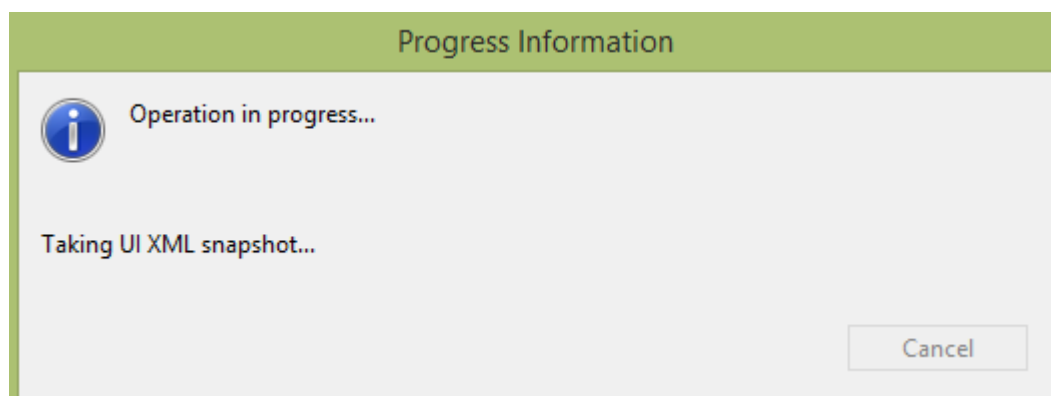 Progress Information
Operation in progress...
Taking UI XML snapshot...
Cancel